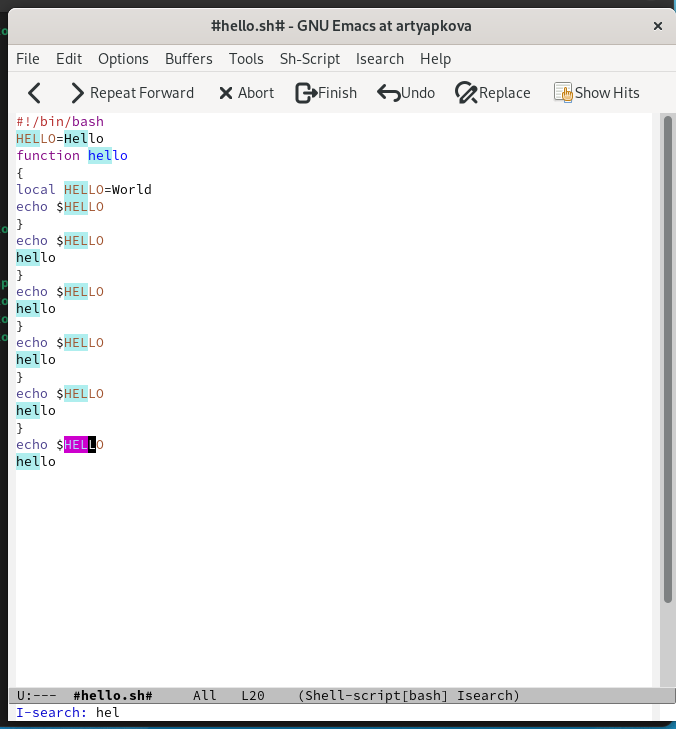 #hello.sh# - GNU Emacs at artyapkova
File Edit Options Buffers Tools Sh-Script Isearch Help
Repeat Forward Abort Finish Undo Replace Show Hits
#!/bin/bash
HELLO=Hello
function hello
{
local HELLO=World
echo $HELLO
}
echo $HELLO
hello
}
echo $HELLO
hello
}
echo $HELLO
hello
}
echo $HELLO
hello
}
echo $HELLO
hello
U:--- #hello.sh# All L20 (Shell-script[bash] Isearch)
I-search: hel